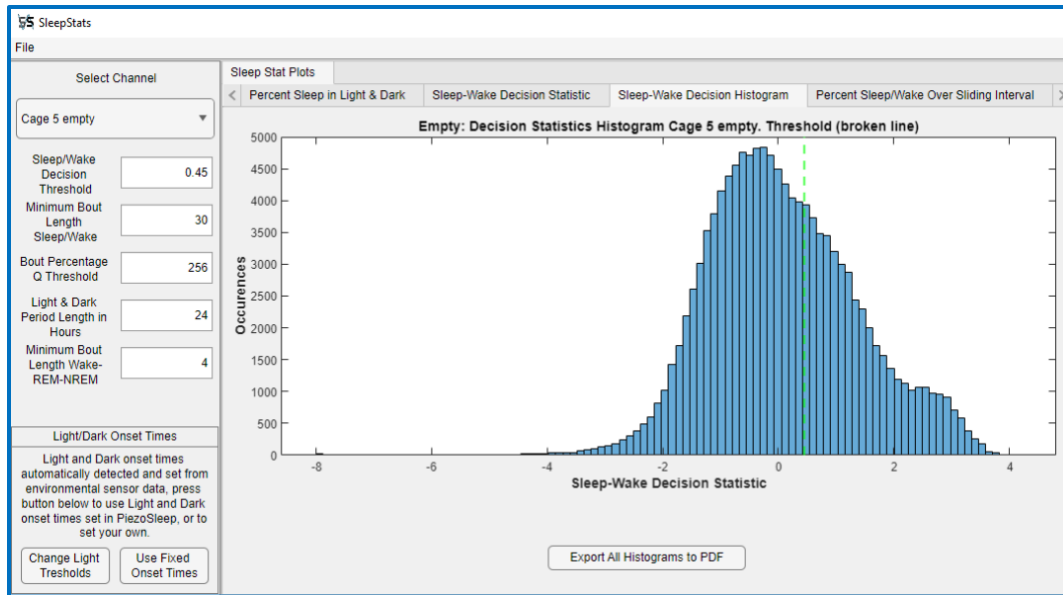 SleepStats
File
Select Channel
Cage 5 empty
Sleep/Wake
Decision
Threshold
0.45
Minimum Bout
Length
Sleep/Wake
30
Bout Percentage
Q Threshold
256
Light & Dark
Period Length in
Hours
24
Minimum Bout
Length Wake-
REM-NREM
4
Light/Dark Onset Times
Light and Dark onset times
automatically detected and set from
environmental sensor data, press
button below to use Light and Dark
onset times set in PiezoSleep, or to
set your own.
Change Light
Tresholds
Use Fixed
Onset Times
Sleep Stat Plots
Percent Sleep in Light & Dark
Sleep-Wake Decision Statistic
Sleep-Wake Decision Histogram
Percent Sleep/Wake Over Sliding Interval
Empty: Decision Statistics Histogram Cage 5 empty. Threshold (broken line)
Occurences
5000
4500
4000
3500
3000
2500
2000
1500
1000
500
0
-8 -6 -4 -2 0 2 4
Sleep-Wake Decision Statistic
Export All Histograms to PDF